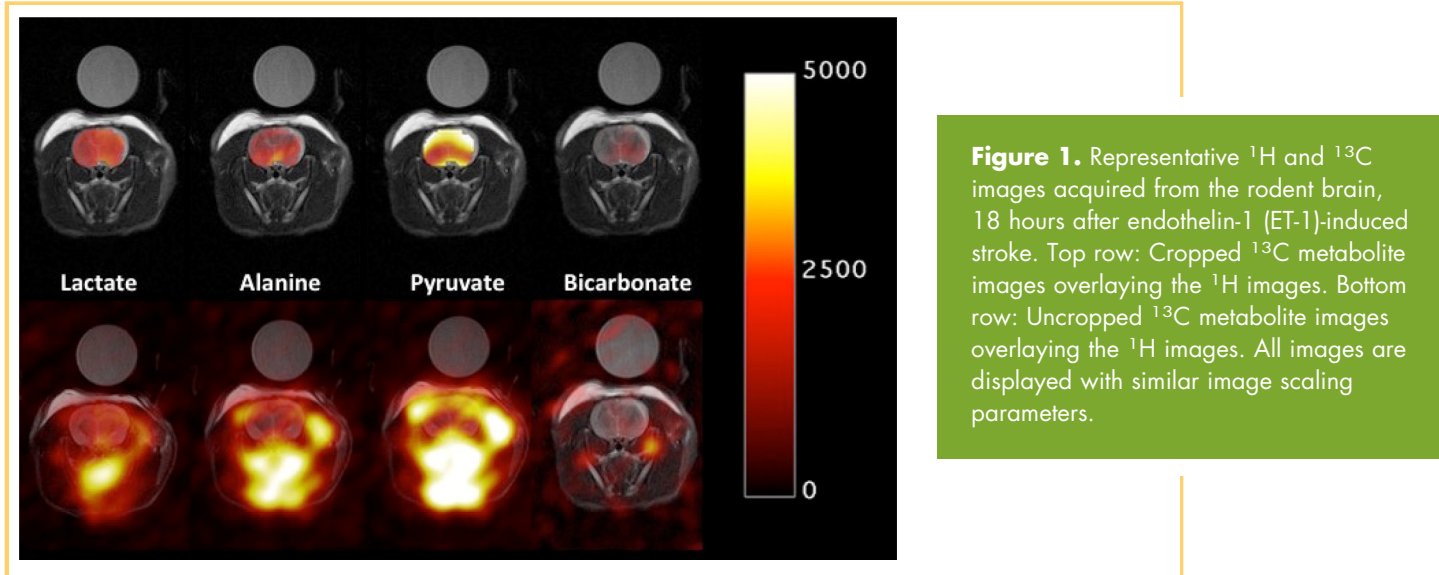 5000
2500
0
Lactate Alanine Pyruvate Bicarbonate
Figure 1. Representative ¹H and ¹³C
images acquired from the rodent brain,
18 hours after endothelin-1 (ET-1)-induced
stroke. Top row: Cropped ¹³C metabolite
images overlaying the ¹H images. Bottom
row: Uncropped ¹³C metabolite images
overlaying the ¹H images. All images are
displayed with similar image scaling
parameters.